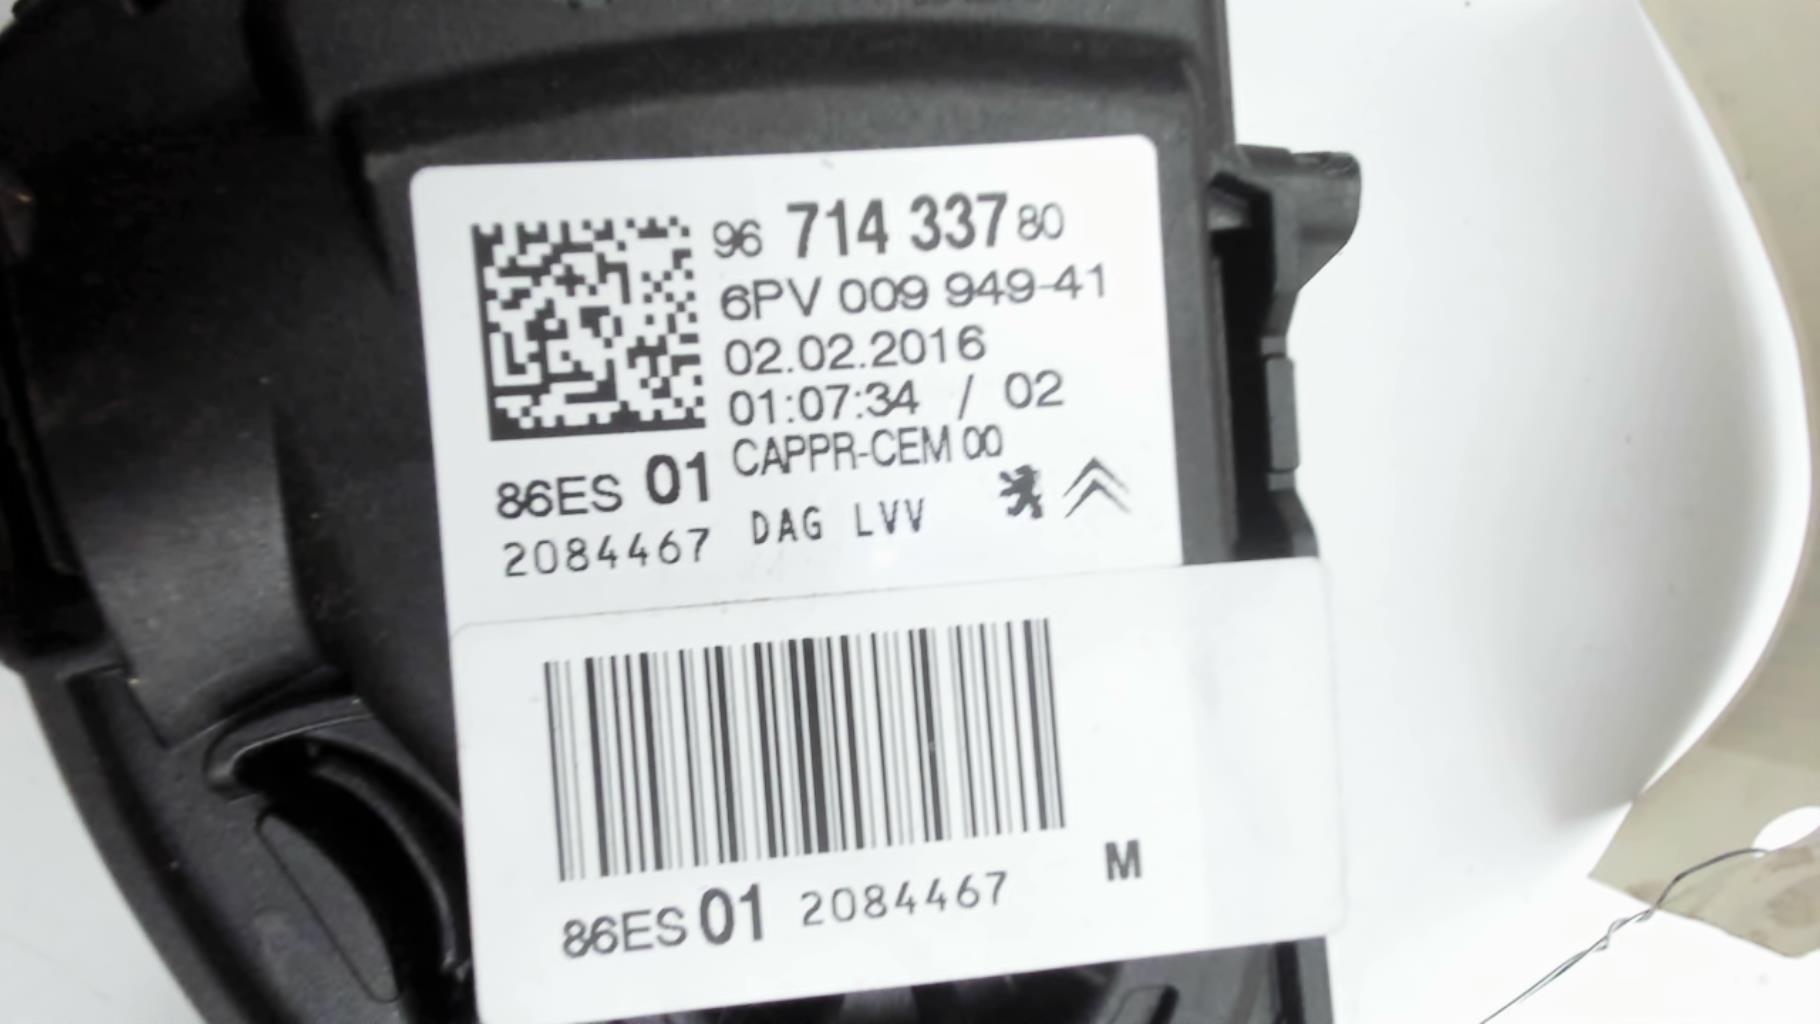 96 714 337 80
6PV 009 949-41
02.02.2016
01:07:34 / 02
CAPPR-CEM 00
86ES 01
2084467 DAG LVV
86ES 01 2084467 M